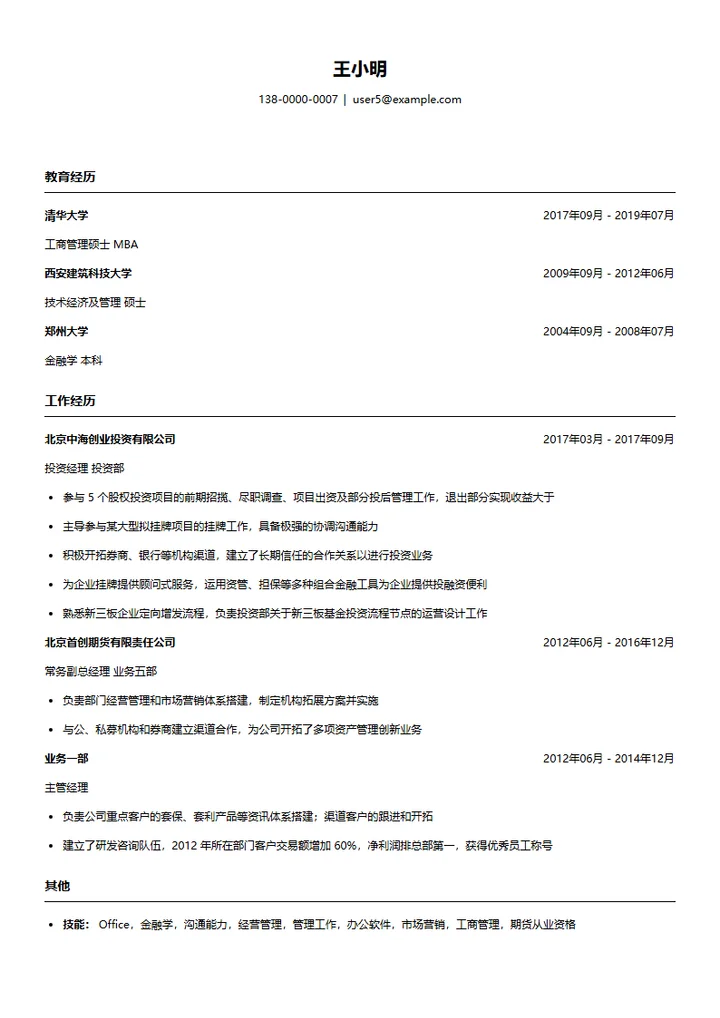 王小明
138-0000-0007 | user5@example.com
教育经历
清华大学 2017年09月 - 2019年07月
工商管理硕士 MBA
西安建筑科技大学 2009年09月 - 2012年06月
技术经济及管理 硕士
郑州大学 2004年09月 - 2008年07月
金融学 本科
工作经历
北京中海创业投资有限公司 2017年03月 - 2017年09月
投资经理 投资部
• 参与 5 个股权投资项目的前期招揽、尽职调查、项目出资及部分投后管理工作，退出部分实现收益大于
• 主导参与某大型拟挂牌项目的挂牌工作，具备极强的协调沟通能力
• 积极开拓券商、银行等机构渠道，建立了长期信任的合作关系以进行投资业务
• 为企业挂牌提供顾问式服务，运用资管、担保等多种组合金融工具为企业提供投融资便利
• 熟悉新三板企业定向增发流程，负责投资部关于新三板基金投资流程节点的运营设计工作
北京首创期货有限责任公司 2012年06月 - 2016年12月
常务副总经理 业务五部
• 负责部门经营管理和市场营销体系搭建，制定机构拓展方案并实施
• 与公、私募机构和券商建立渠道合作，为公司开拓了多项资产管理创新业务
业务一部 2012年06月 - 2014年12月
主管经理
• 负责公司重点客户的套保、套利产品等资讯体系搭建；渠道客户的跟进和开拓
• 建立了研发咨询队伍，2012 年所在部门客户交易额增加 60%，净利润排总部第一，获得优秀员工称号
其他
• 技能： Office，金融学，沟通能力，经营管理，管理工作，办公软件，市场营销，工商管理，期货从业资格